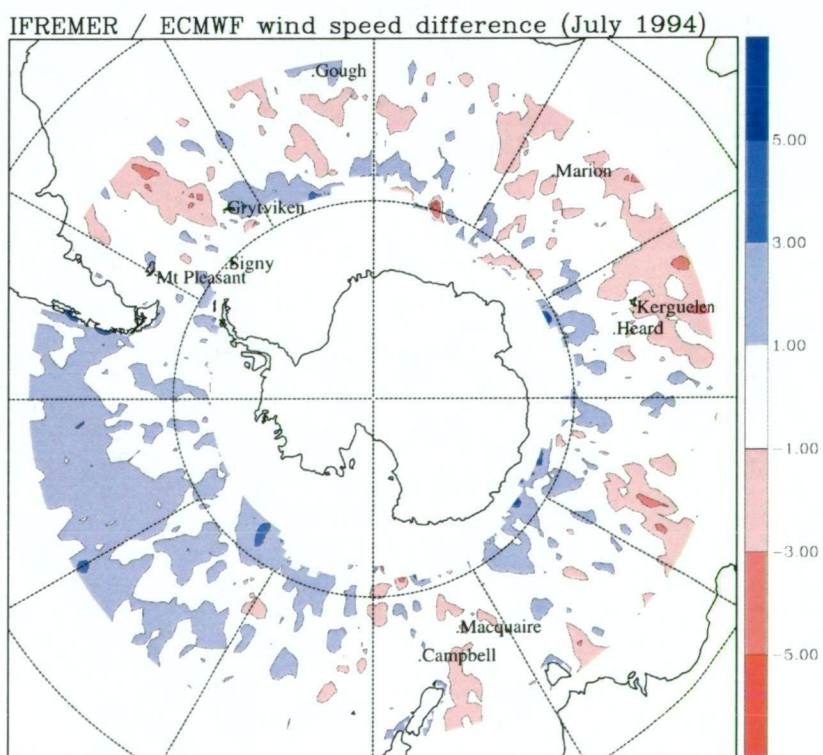 IFREMER / ECMWF wind speed difference (July 1994)
.Gough
5.00
Marion
Grytviken
3.00
.Signy
Mt Pleasant
Kerguelen
.Heard
1.00
-1.00
-3.00
.Macquaire
.Campbell
-5.00